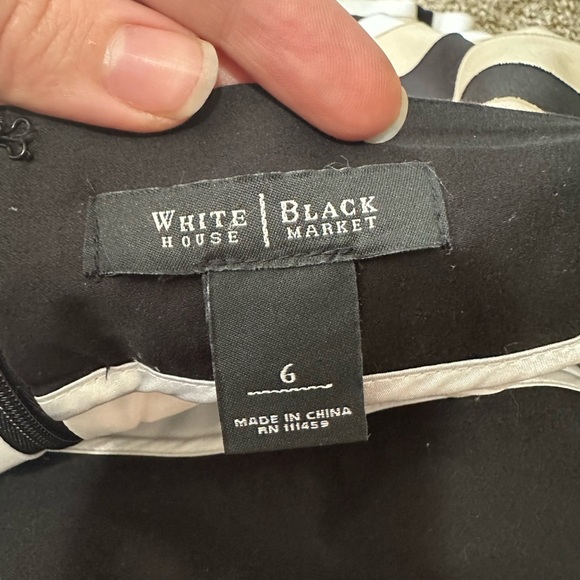 WHITE | BLACK
HOUSE | MARKET
6
MADE IN CHINA
RN 111459